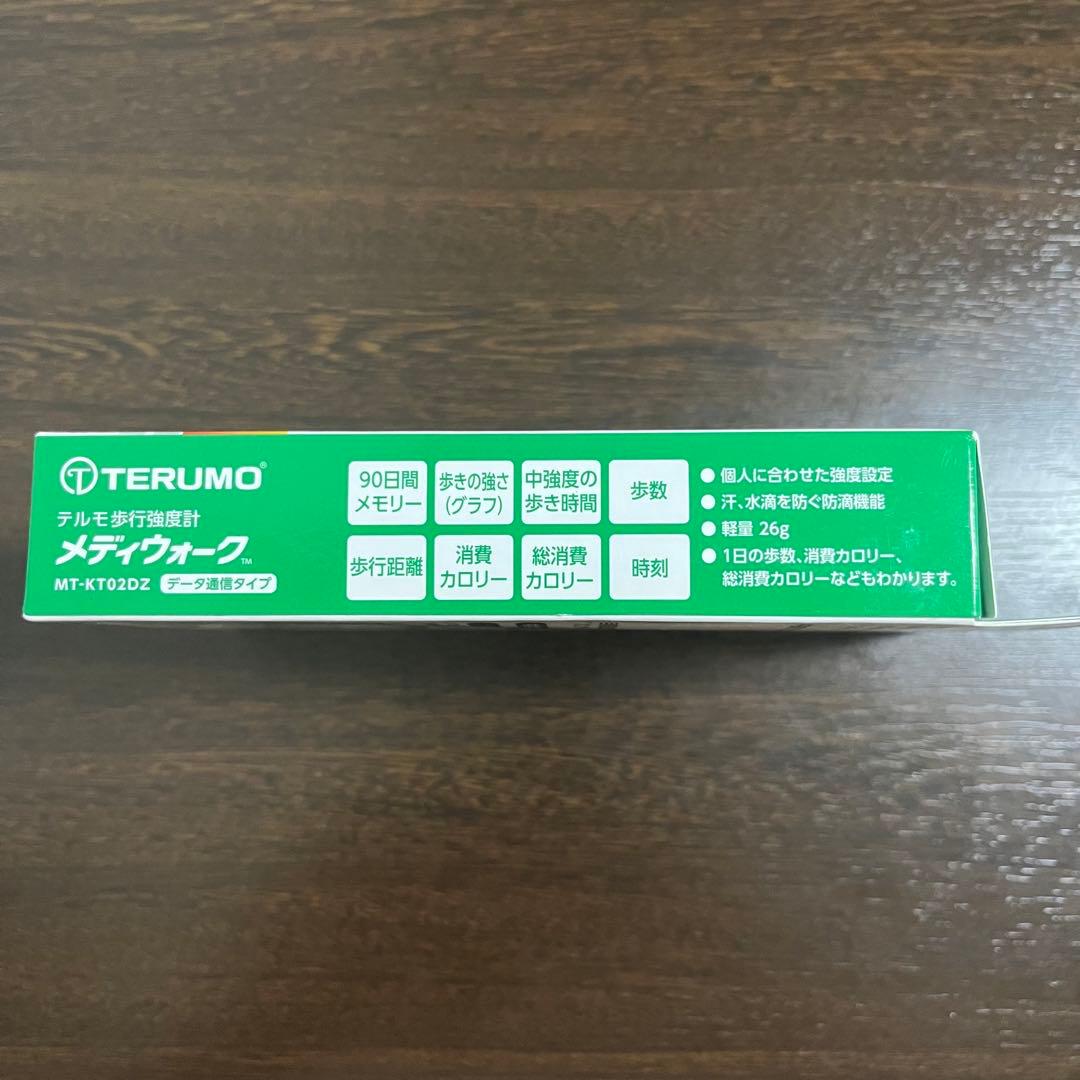 TERUMO®
テルモ歩行強度計
メディウォーク™
MT-KT02DZ データ通信タイプ
90日間
メモリー
歩きの強さ
(グラフ)
中強度の
歩き時間
歩数
歩行距離
消費
カロリー
総消費
カロリー
時刻
● 個人に合わせた強度設定
● 汗、水滴を防ぐ防滴機能
● 軽量 26g
● 1日の歩数、消費カロリー、
総消費カロリーなどもわかります。